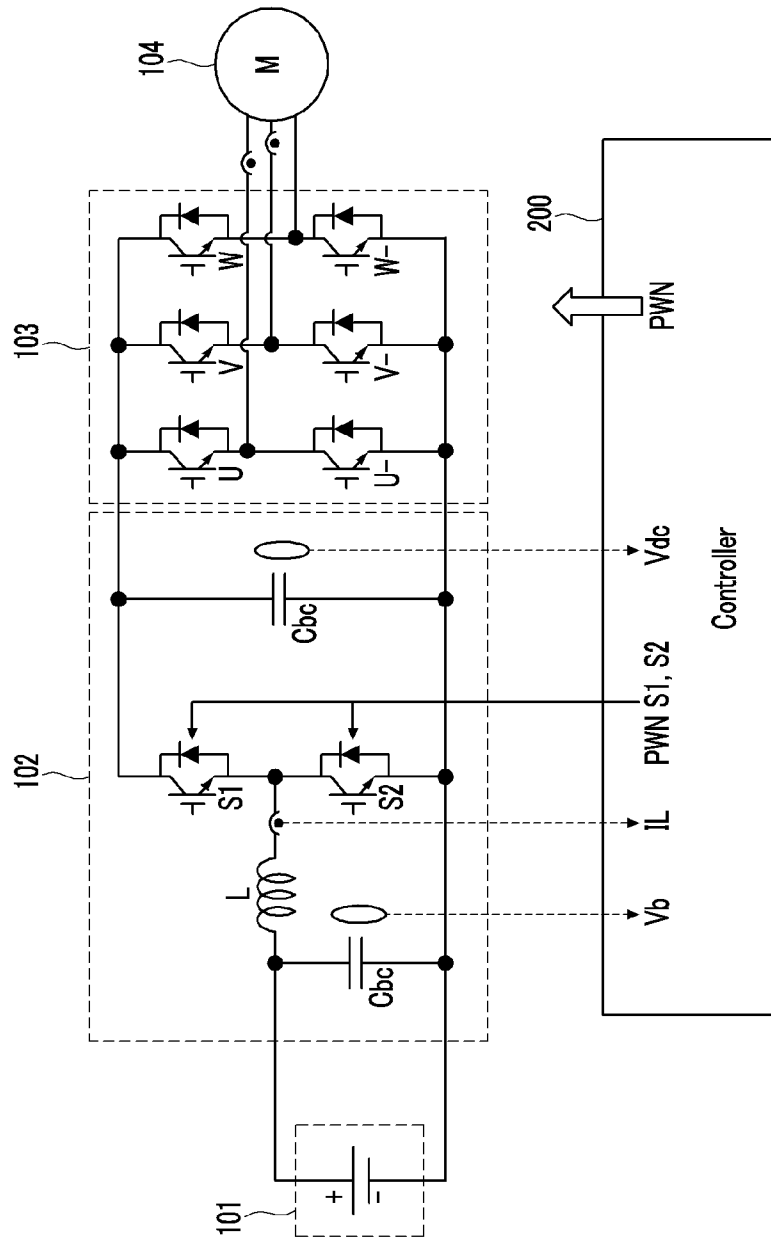 101
+
-
102
L
Cbc
S1
S2
Cbc
103
U
V
W
U-
V-
W-
104
M
200
Vb
IL
PWN S1, S2
Vdc
PWN
Controller